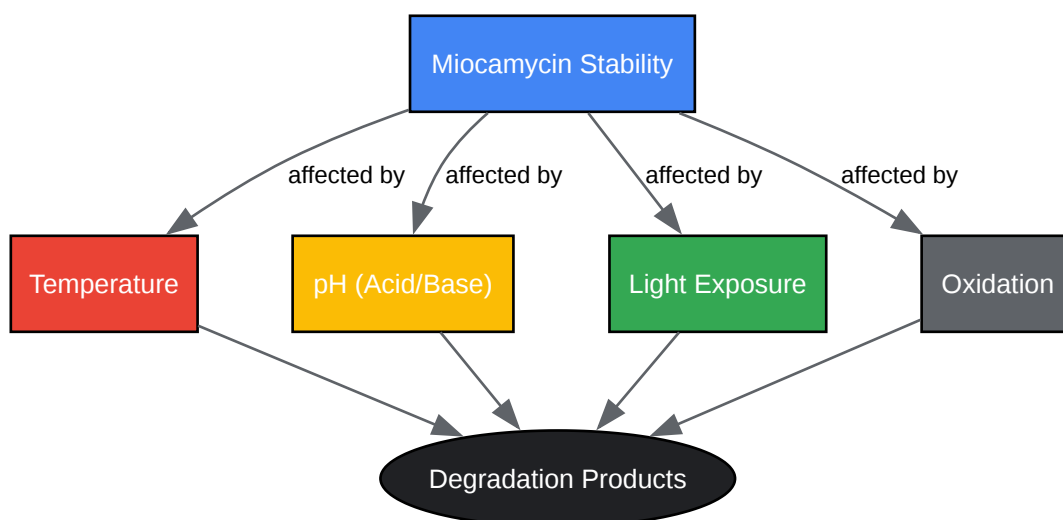 Miocamycin Stability
affected by
affected by
affected by
affected by
Temperature
pH (Acid/Base)
Light Exposure
Oxidation
Degradation Products